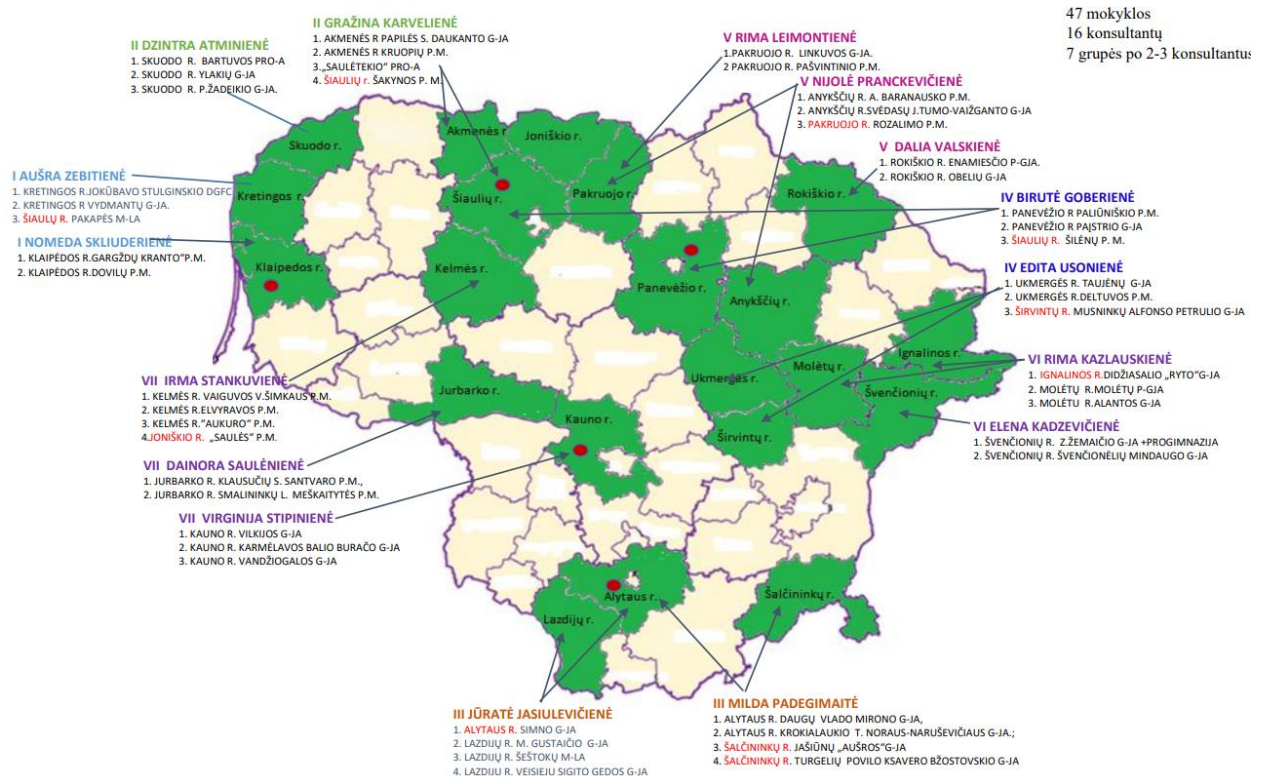 47 mokyklos
16 konsultantų
7 grupės po 2-3 konsultantus
II DZINTRA ATMINIENĖ
1. SKUODO R. BARTUVOS PRO-A
2. SKUODO R. YLAKIŲ G-JA
3. SKUODO R. P.ŽADEIKIO G-JA.
II GRAŽINA KARVELIENĖ
1. AKMENĖS R PAPILĖS S. DAUKANTO G-JA
2. AKMENĖS R KRUOPIŲ P.M.
3.„SAULĖTEKIO" PRO-A
4. ŠIAULIŲ r. ŠAKYNOS P. M.
V RIMA LEIMONTIENĖ
1.PAKRUOJO R. LINKUVOS G-JA.
2 PAKRUOJO R. PAŠVINTINIO P.M.
V NIJOLĖ PRANCKEVIČIENĖ
1. ANYKŠČIŲ R. A. BARANAUSKO P.M.
2. ANYKŠČIŲ R.SVĖDASŲ J.TUMO-VAIŽGANTO G-JA
3. PAKRUOJO R. ROZALIMO P.M.
V DALIA VALSKIENĖ
1. ROKIŠKIO R. ENAMIESČIO P-GJA.
2. ROKIŠKIO R. OBELIŲ G-JA
I AUŠRA ZEBITIENĖ
1. KRETINGOS R.JOKŪBAVO STULGINSKIO DGFC
2. KRETINGOS R VYDMANTŲ G-JA.
3. ŠIAULŲ R. PAKAPĖS M-LA
I NOMEDA SKLIUDERIENĖ
1. KLAIPĖDOS R.GARGŽDŲ KRANTO"P.M.
2. KLAIPĖDOS R.DOVILŲ P.M.
IV BIRUTĖ GOBERIENĖ
1. PANEVĖŽIO R PALIŪNIŠKIO P.M.
2. PANEVĖŽIO R PAĮSTRIO G-JA
3. ŠIAULIŲ R. ŠILĖNŲ P. M.
IV EDITA USONIENĖ
1. UKMERGĖS R. TAUJĖNŲ G-JA
2. UKMERGĖS R.DELTUVOS P.M.
3. ŠIRVINTŲ R. MUSNINKŲ ALFONSO PETRULIO G-JA
VI RIMA KAZLAUSKIENĖ
1. IGNALINOS R.DIDŽIASALIO „RYTO"G-JA
2. MOLĖTŲ R.MOLĖTŲ P-GJA
3. MOLĖTU R.ALANTOS G-JA
VI ELENA KADZEVIČIENĖ
1. ŠVENČIONIŲ R. Z.ŽEMAIČIO G-JA +PROGIMNAZIJA
2. ŠVENČIONIŲ R. ŠVENČIONĖLIŲ MINDAUGO G-JA
VII IRMA STANKUVIENĖ
1. KELMĖS R. VAIGUVOS V.ŠIMKAUS P.M.
2. KELMĖS R.ELVYRAVOS P.M.
3. KELMĖS R."AUKURO" P.M.
4.JONIŠKIO R. „SAULĖS" P.M.
VII DAINORA SAULĖNIENĖ
1. JURBARKO R. KLAUSUČIŲ S. SANTVARO P.M.,
2. JURBARKO R. SMALININKŲ L. MEŠKAITYTĖS P.M.
VII VIRGINIJA STIPINIENĖ
1. KAUNO R. VILKIJOS G-JA
2. KAUNO R. KARMĖLAVOS BALIO BURAČO G-JA
3. KAUNO R. VANDŽIOGALOS G-JA
Skuodo r.
Akmenės r
Joniškio r.
Kretingos r.
Šiaulių r.
Pakruojo r.
Rokiškio r.
Klaipedos r.
Kelmės r.
Panevėžio r.
Anykščių r.
Ignalinos r.
Ukmergės r.
Molėtų r.
Švenčionių r.
Jurbarko r.
Kauno r.
Širvintų r.
Alytaus r.
Lazdijų r.
Šalčininkų r.
III JŪRATĖ JASIULEVIČIENĖ
1. ALYTAUS R. SIMNO G-JA
2. LAZDIJŲ R. M. GUSTAIČIO G-JA
3. LAZDIJŲ R. ŠEŠTOKŲ M-LA
4. LAZDIJU R. VEISIEJU SIGITO GEDOS G-JA
III MILDA PADEGIMAITĖ
1. ALYTAUS R. DAUGŲ VLADO MIRONO G-JA,
2. ALYTAUS R. KROKIALAUKIO T. NORAUS-NARUŠEVIČIAUS G-JA.;
3. ŠALČININKŲ R. JAŠIŪNŲ „AUŠROS"G-JA
4. ŠALČININKŲ R. TURGELIŲ POVILO KSAVERO BŽOSTOVSKIO G-JA